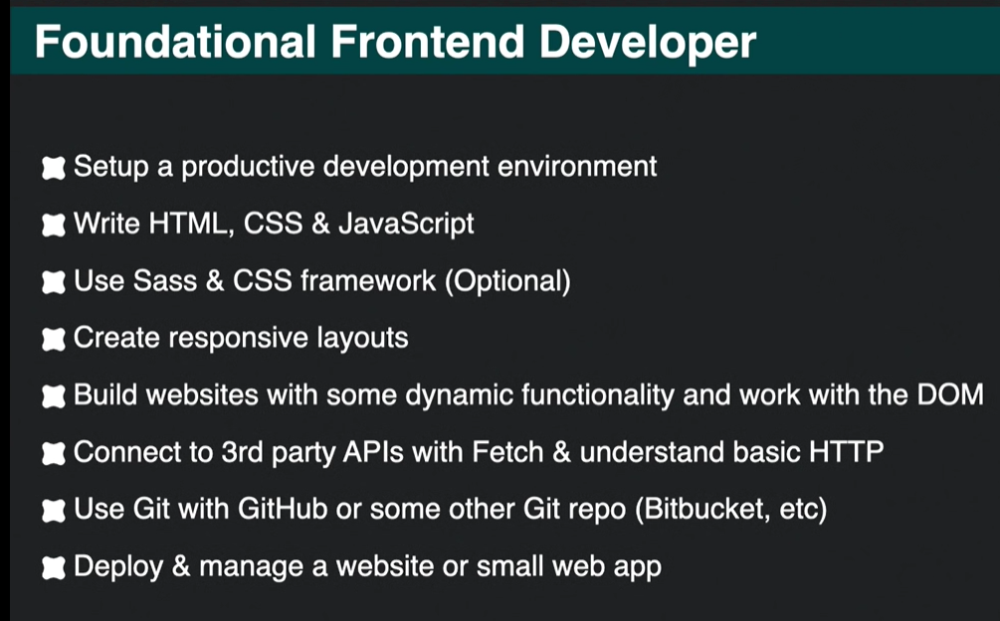 Foundational Frontend Developer
Setup a productive development environment
Write HTML, CSS & JavaScript
Use Sass & CSS framework (Optional)
Create responsive layouts
Build websites with some dynamic functionality and work with the DOM
Connect to 3rd party APIs with Fetch & understand basic HTTP
Use Git with GitHub or some other Git repo (Bitbucket, etc)
Deploy & manage a website or small web app